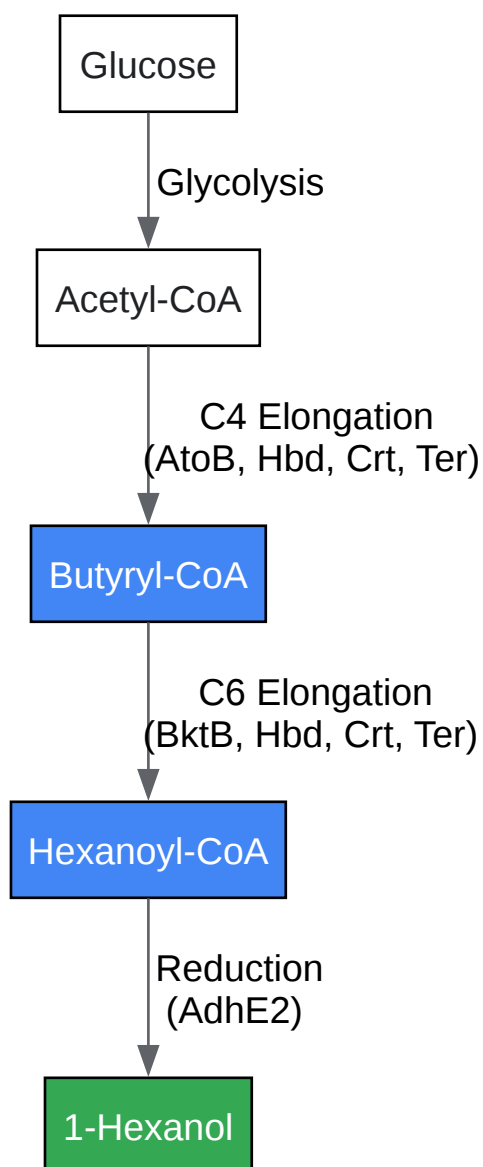 Glucose
Glycolysis
Acetyl-CoA
C4 Elongation
(AtoB, Hbd, Crt, Ter)
Butyryl-CoA
C6 Elongation
(BktB, Hbd, Crt, Ter)
Hexanoyl-CoA
Reduction
(AdhE2)
1-Hexanol